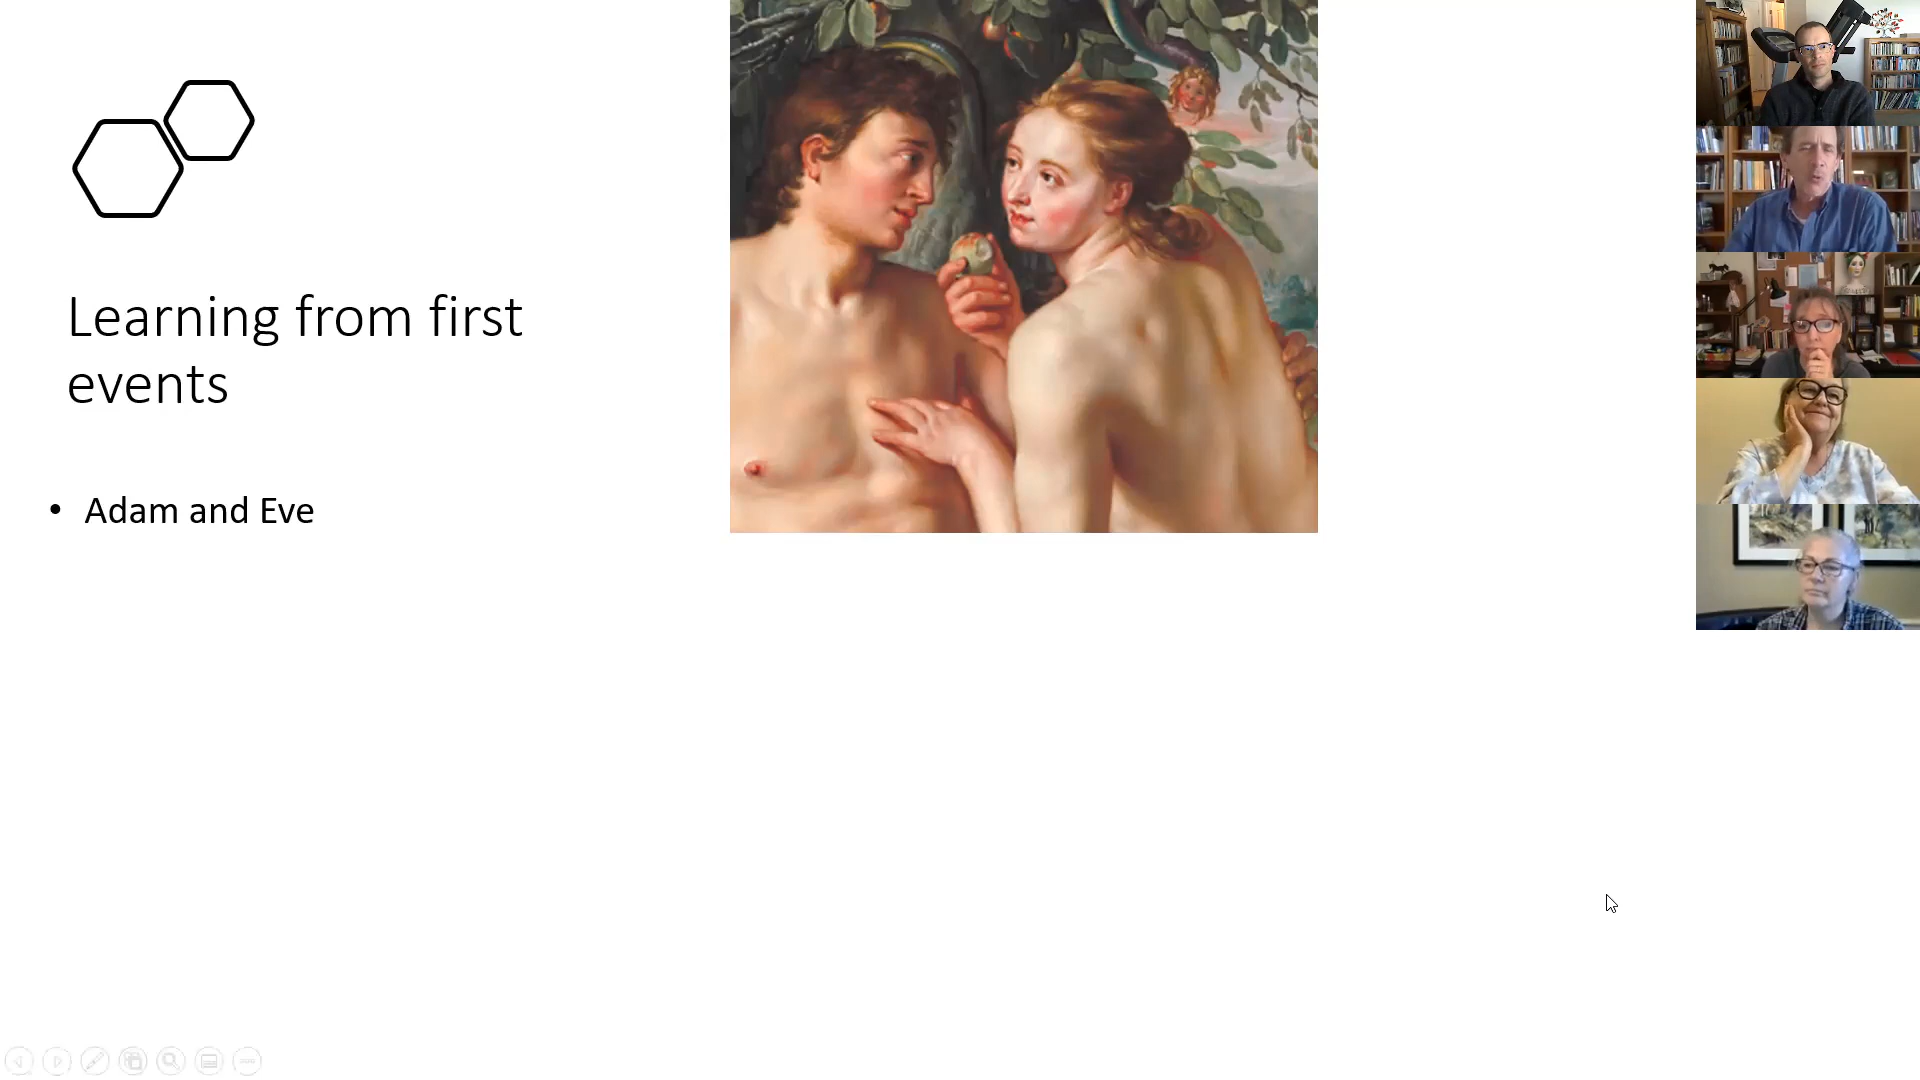 Learning from first
events
• Adam and Eve